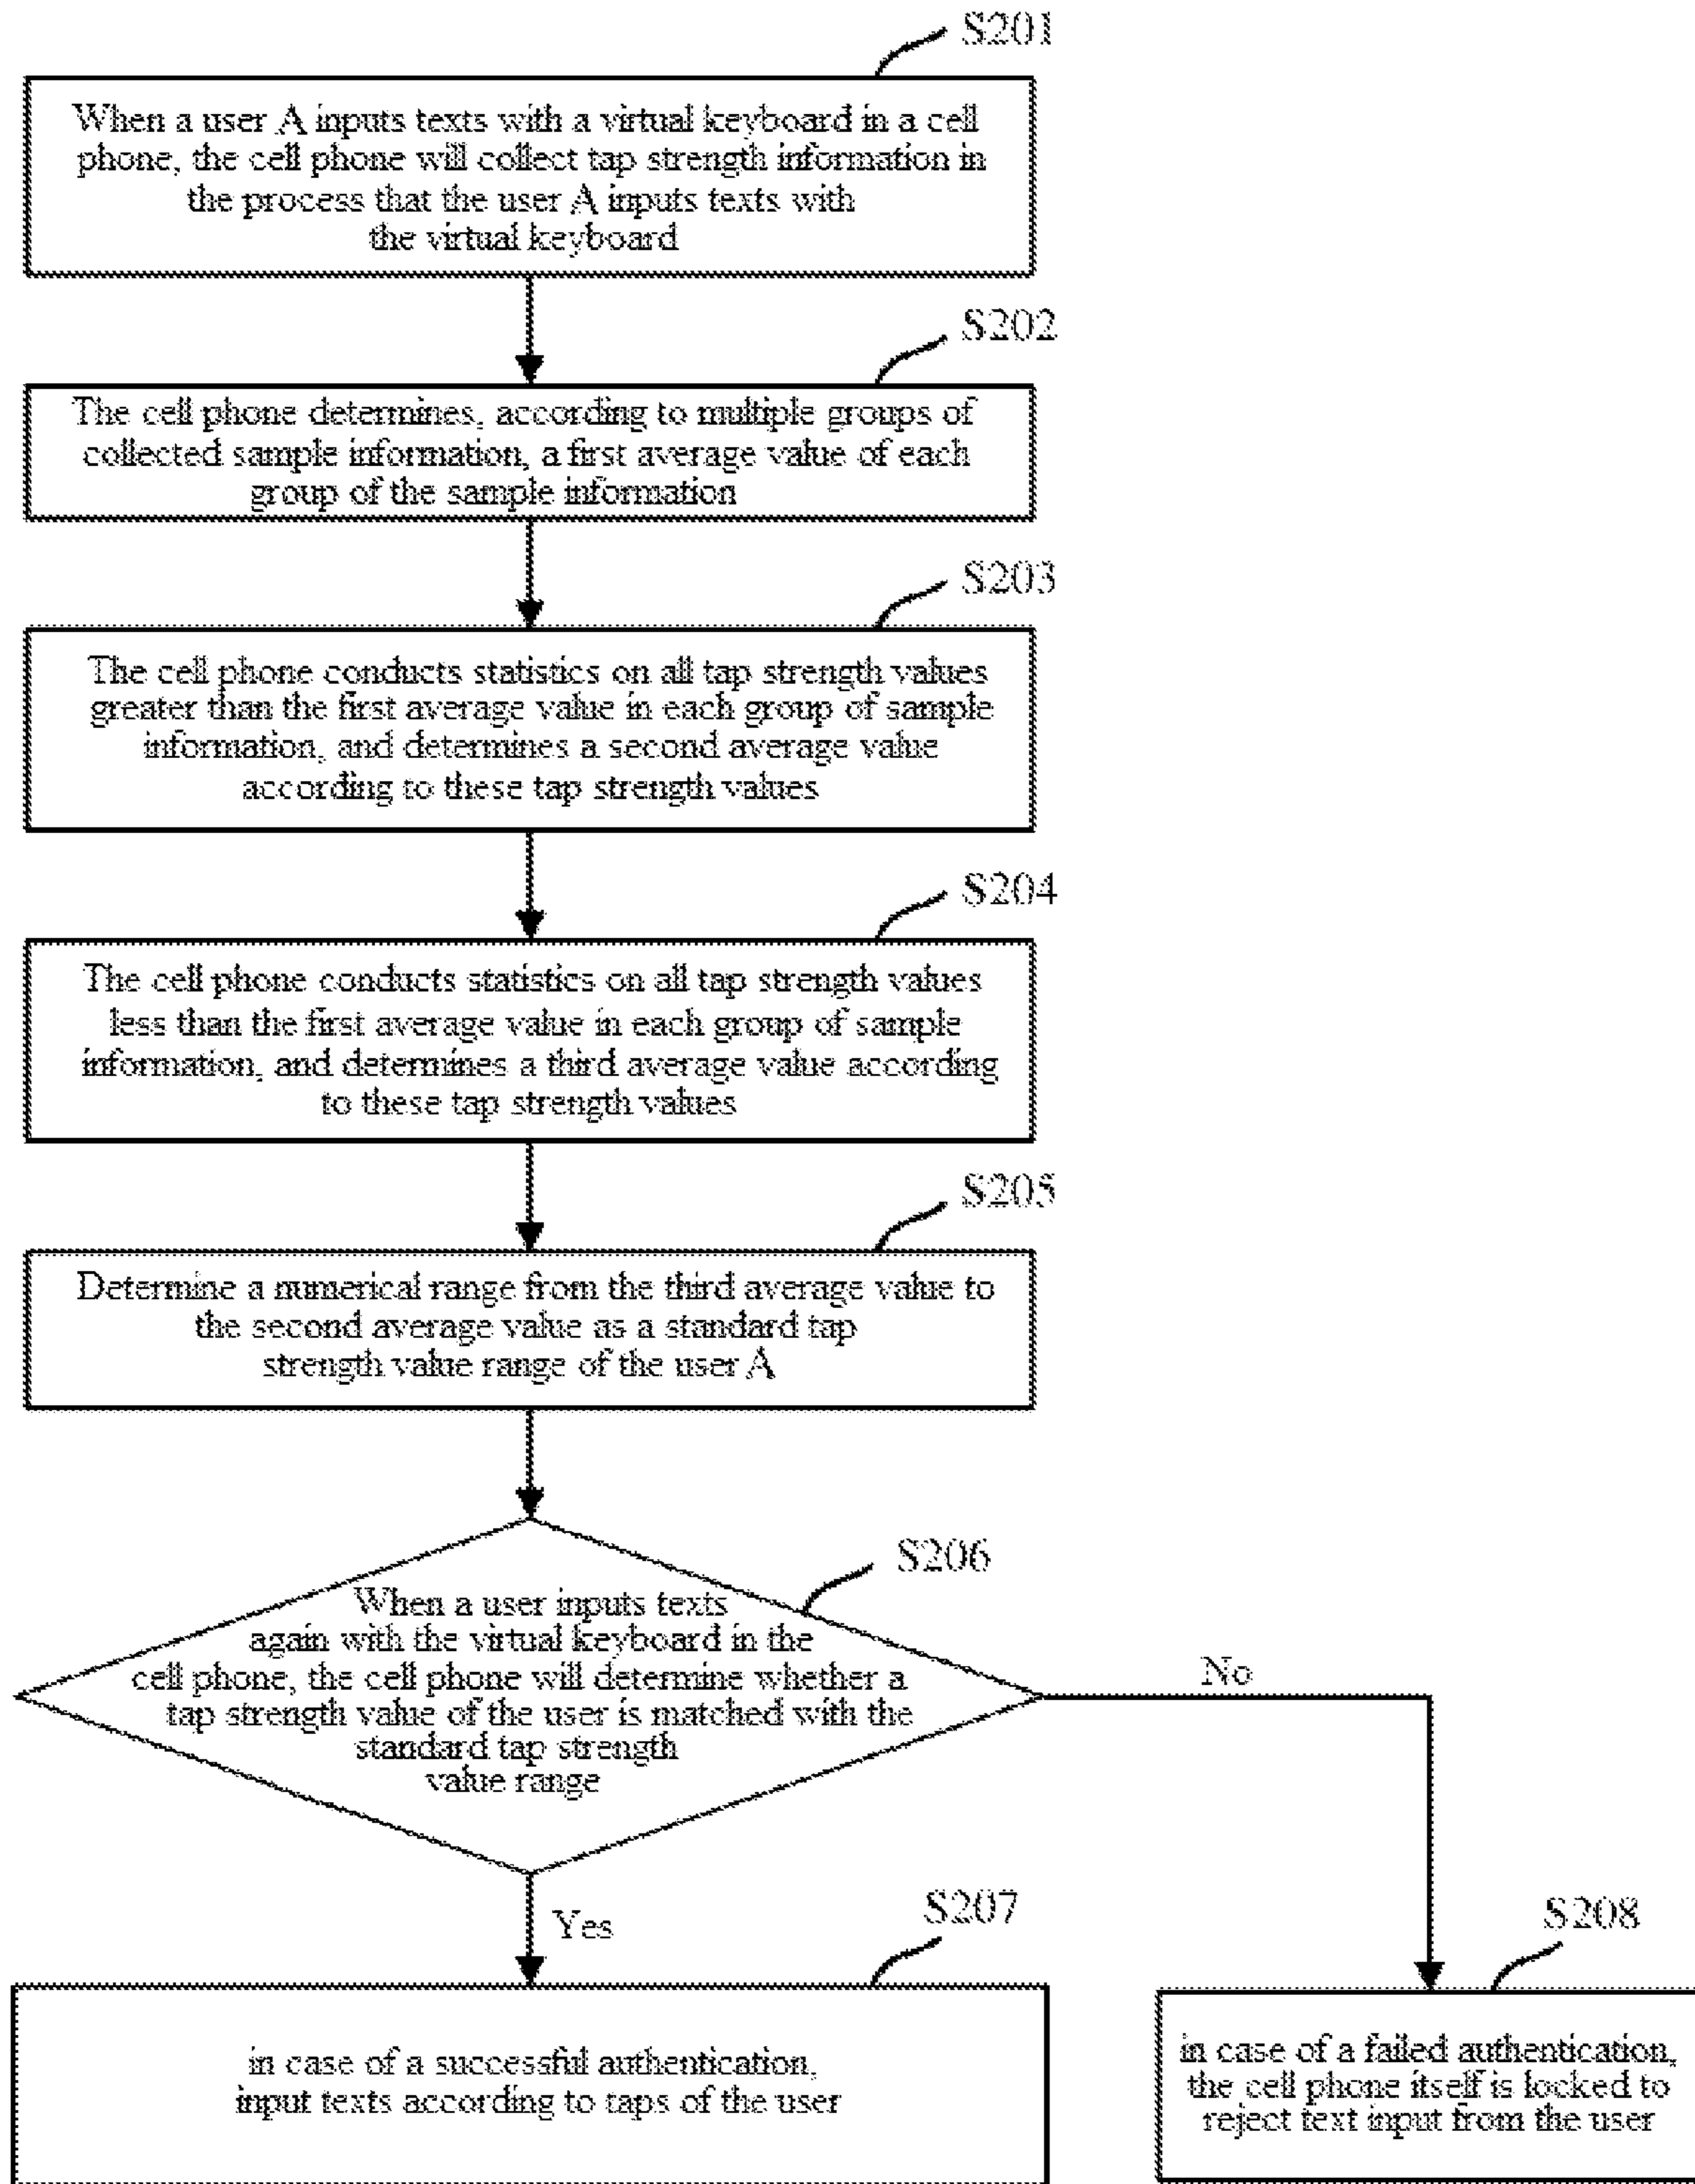 S201
When a user A inputs texts with a virtual keyboard in a cell
phone, the cell phone will collect tap strength information in
the process that the user A inputs texts with
the virtual keyboard
S202
The cell phone determines, according to multiple groups of
collected sample information, a first average value of each
group of the sample information
S203
The cell phone conducts statistics on all tap strength values
greater than the first average value in each group of sample
information, and determines a second average value
according to these tap strength values
S204
The cell phone conducts statistics on all tap strength values
less than the first average value in each group of sample
information, and determines a third average value according
to these tap strength values
S205
Determine a numerical range from the third average value to
the second average value as a standard tap
strength value range of the user A
S206
When a user inputs texts
again with the virtual keyboard in the
cell phone, the cell phone will determine whether a
tap strength value of the user is matched with the
standard tap strength
value range
No
Yes
S207
in case of a successful authentication,
input texts according to taps of the user
S208
in case of a failed authentication,
the cell phone itself is locked to
reject text input from the user